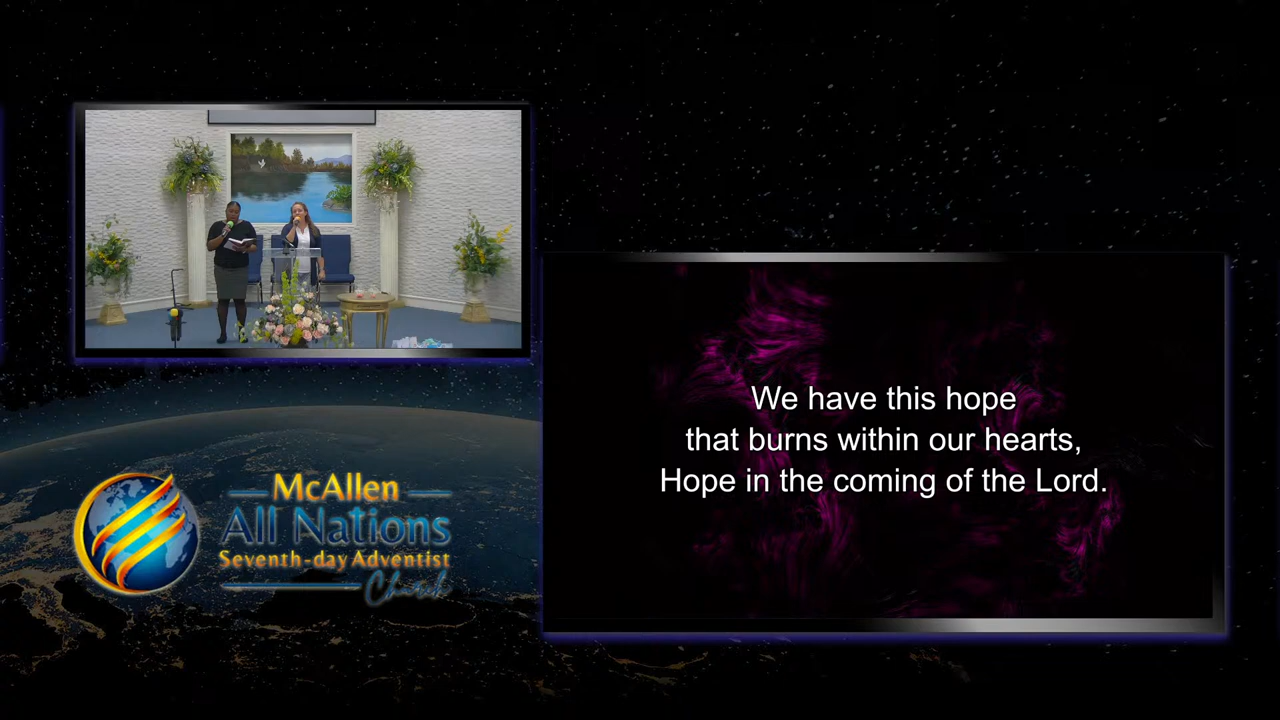 McAllen
All Nations
Seventh-day Adventist
Church
We have this hope
that burns within our hearts,
Hope in the coming of the Lord.